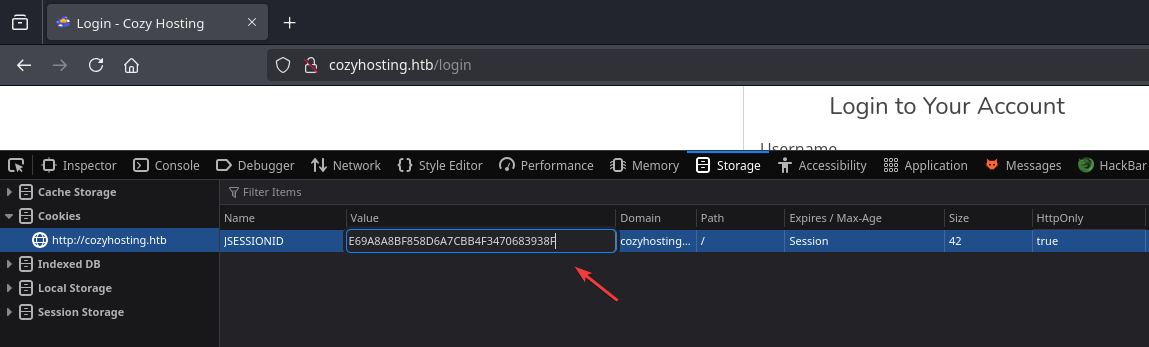 Login - Cozy Hosting
cozyhosting.htb/login
Login to Your Account
Username
Inspector Console Debugger Network Style Editor Performance Memory Storage Accessibility Application Messages HackBar
Cache Storage
Filter Items
Cookies
Name Value Domain Path Expires / Max-Age Size HttpOnly
http://cozyhosting.htb
JSESSIONID E69A8A8BF858D6A7CBB4F3470683938F cozyhosting... / Session 42 true
Indexed DB
Local Storage
Session Storage